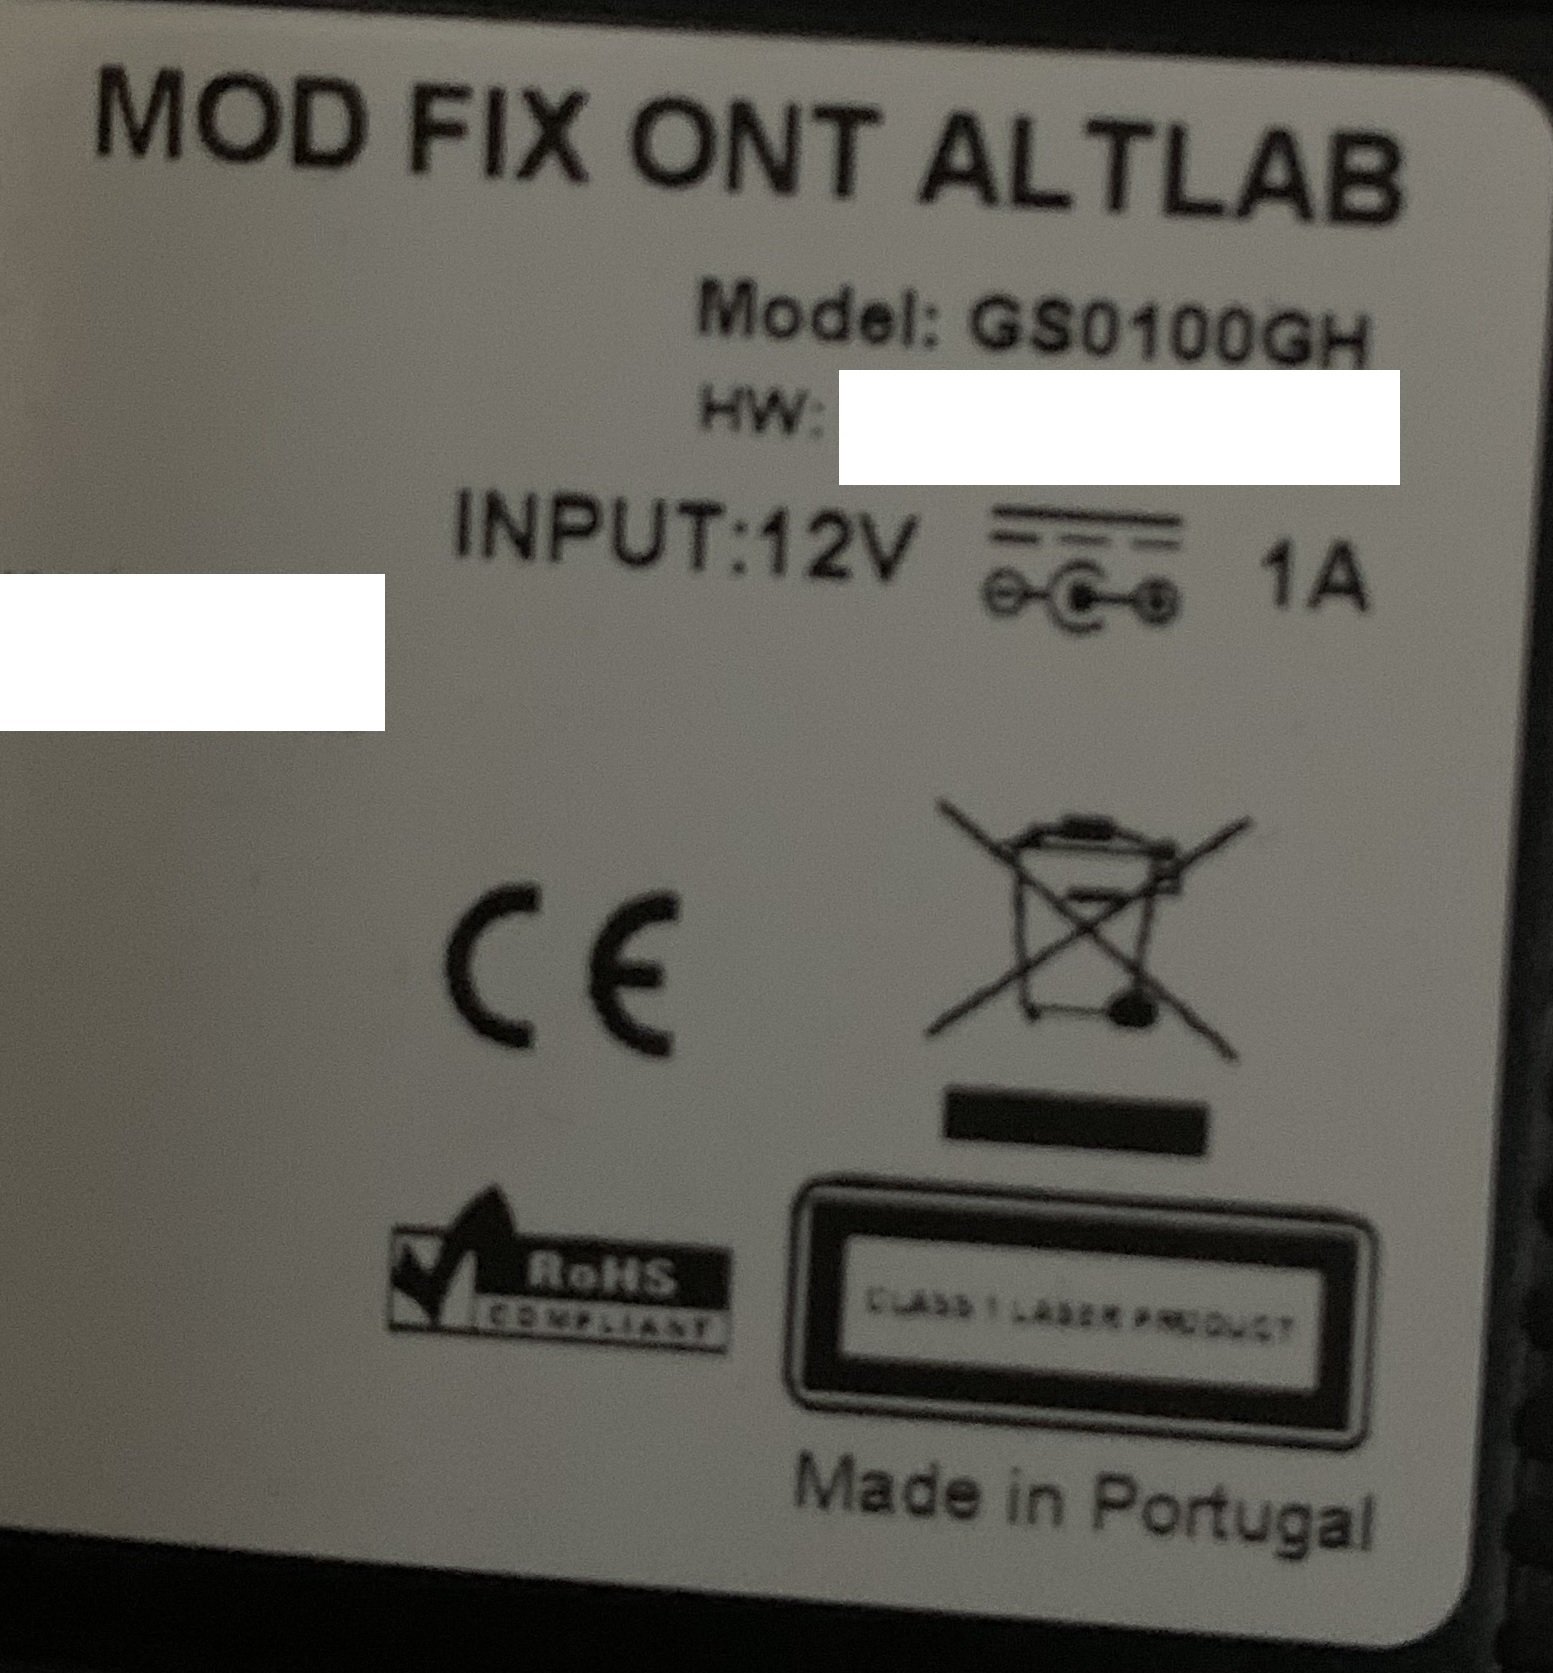 MOD FIX ONT ALTLAB
Model: GS0100GH
HW:
INPUT:12V 1A
CE
RoHS
COMPLIANT
CLASS 1 LASER PRODUCT
Made in Portugal